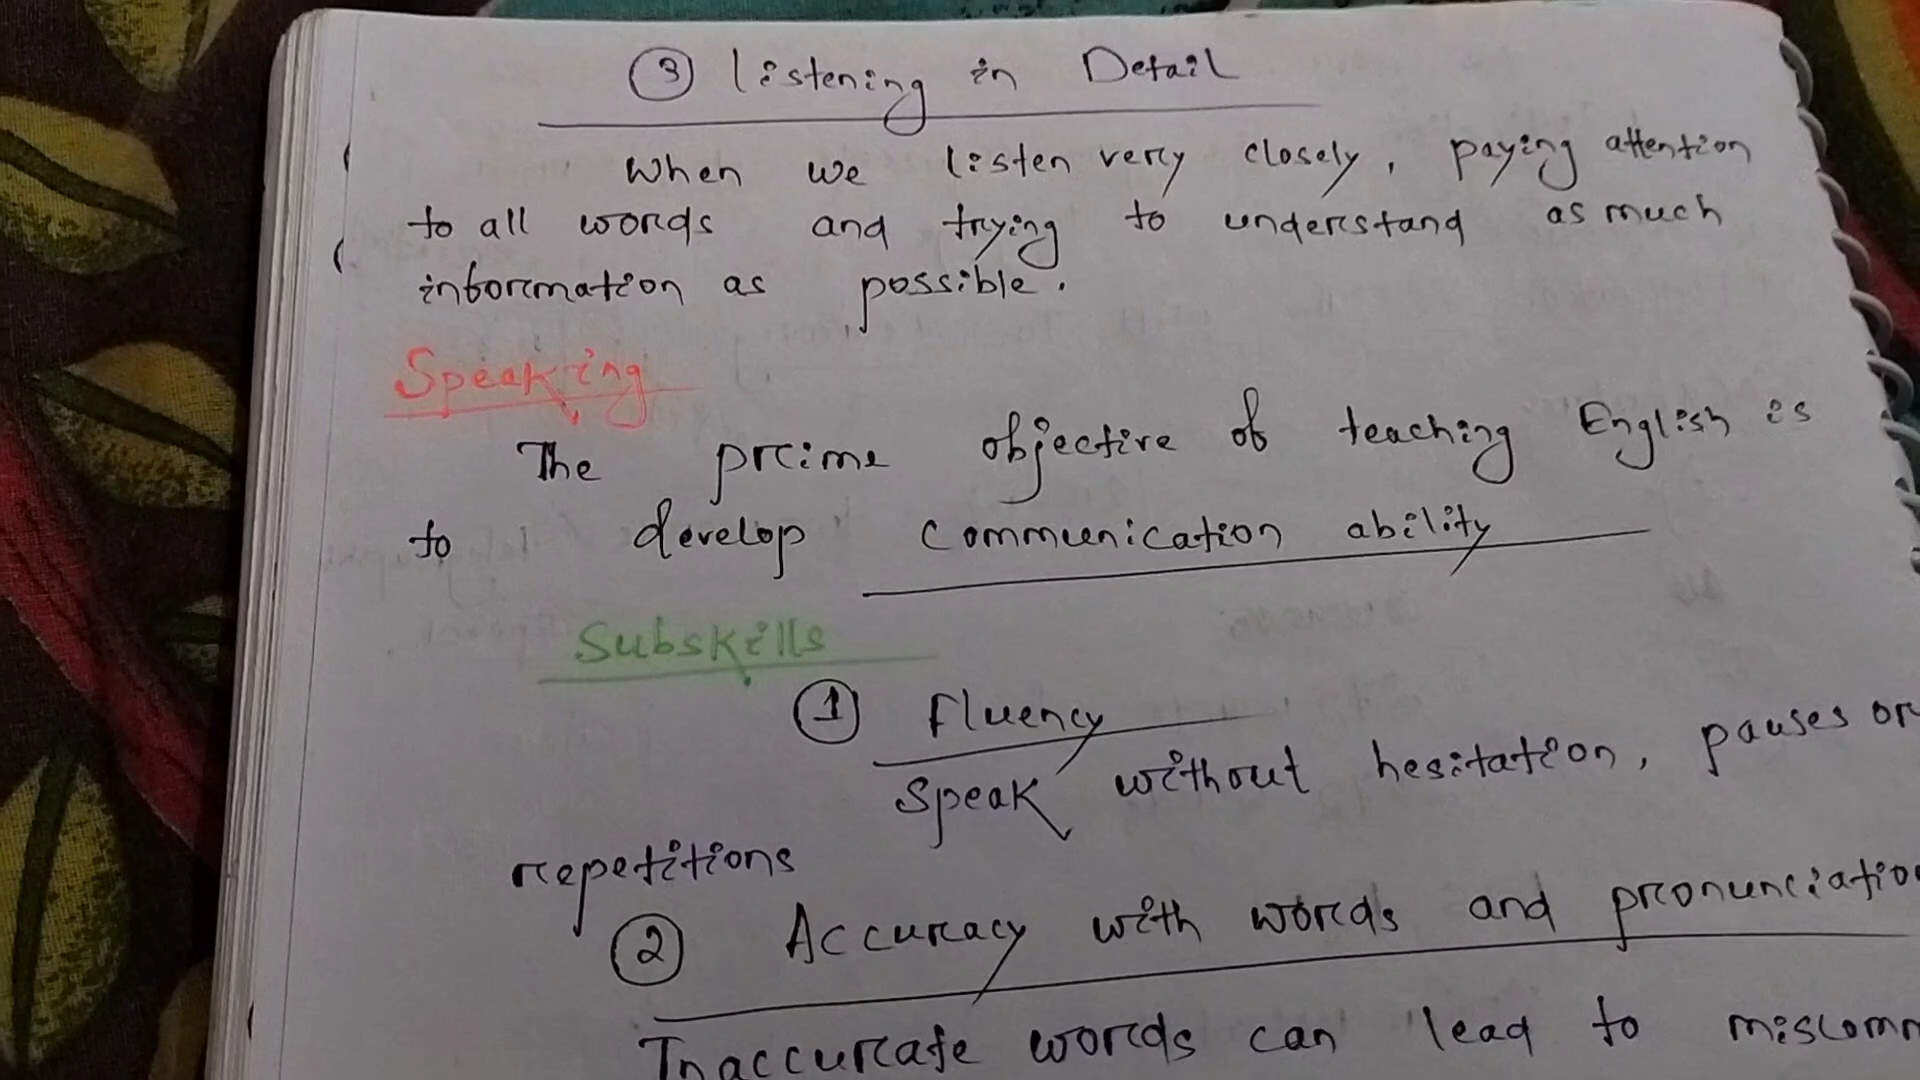 ③ Listening in Detail
When we listen very closely, paying attention
to all words and trying to understand as much
information as possible.
Speaking
The prime objective of teaching English is
to develop communication ability
Subskills
① Fluency
Speak without hesitation, pauses or
repetitions
② Accuracy with words and pronunciatio
Inaccurate words can lead to miscomm